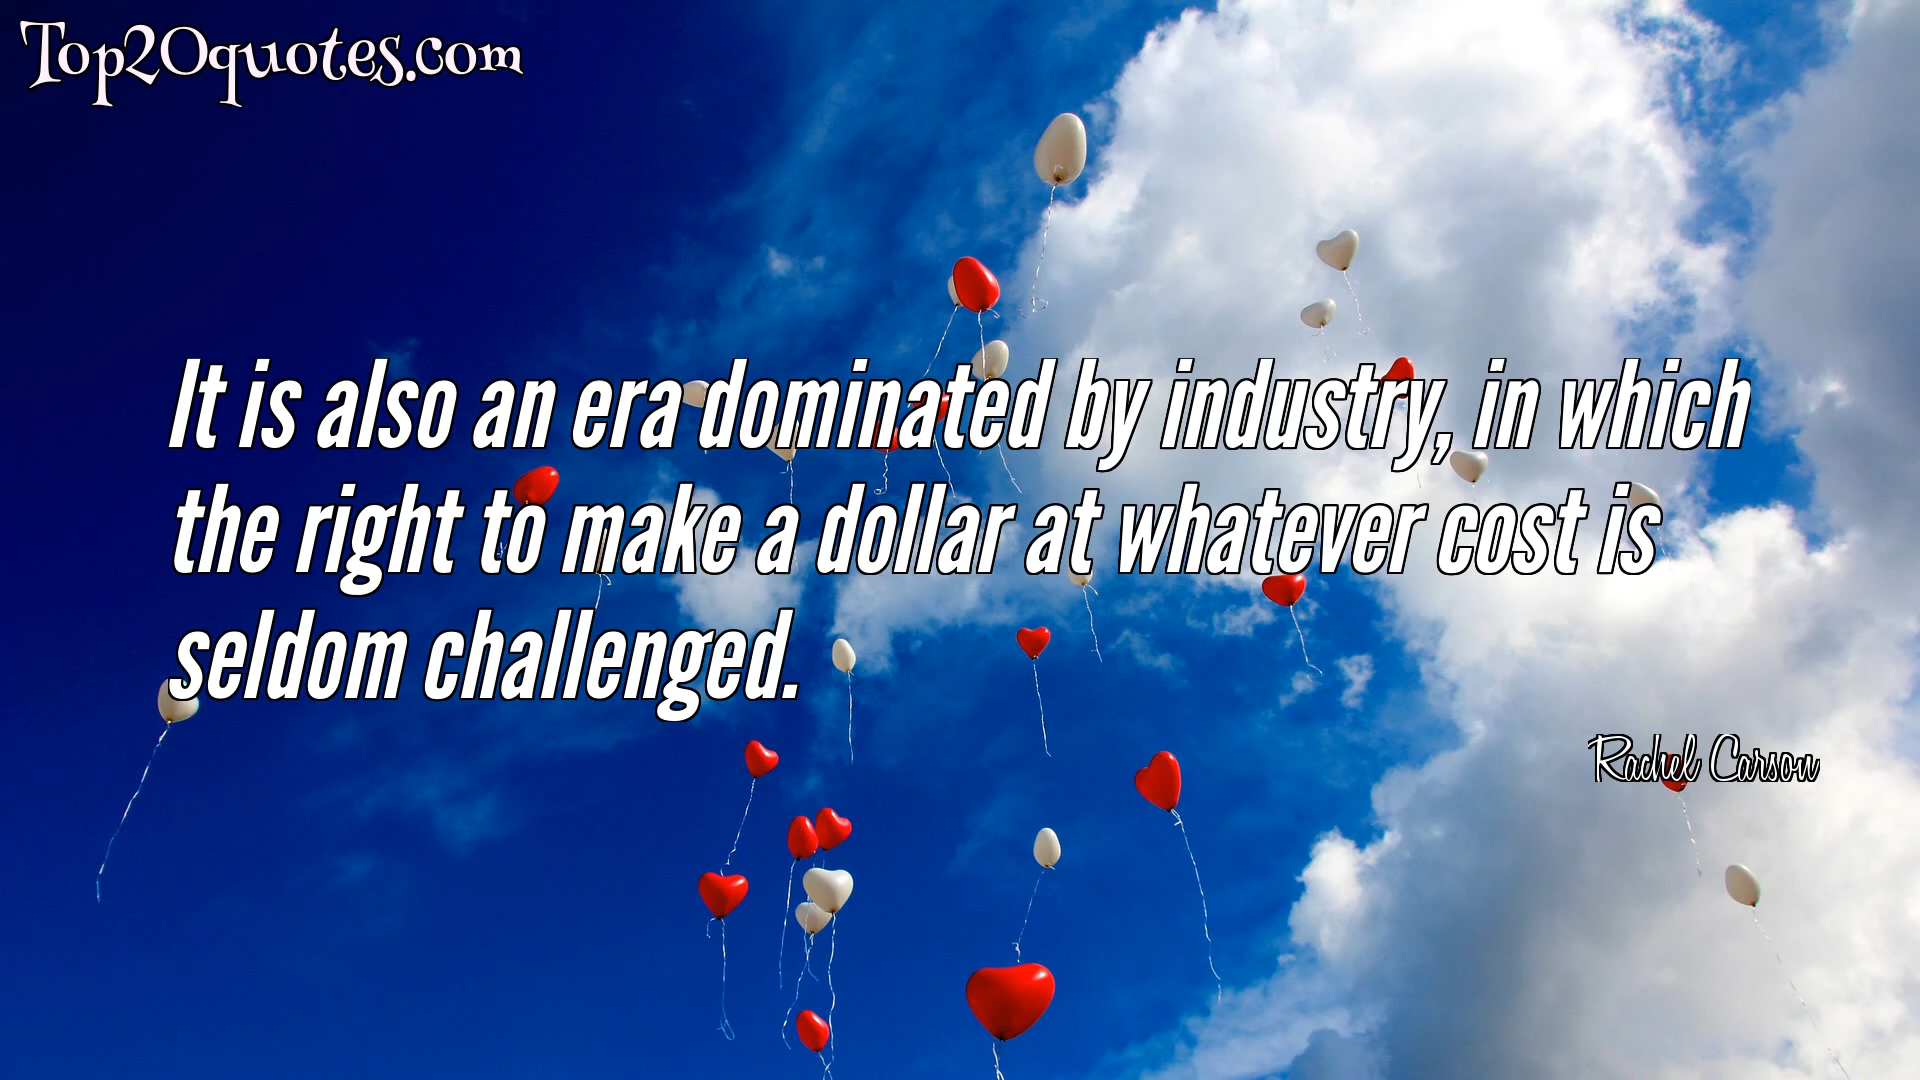 Top20quotes.com
It is also an era dominated by industry, in which
the right to make a dollar at whatever cost is
seldom challenged.
Rachel Carson